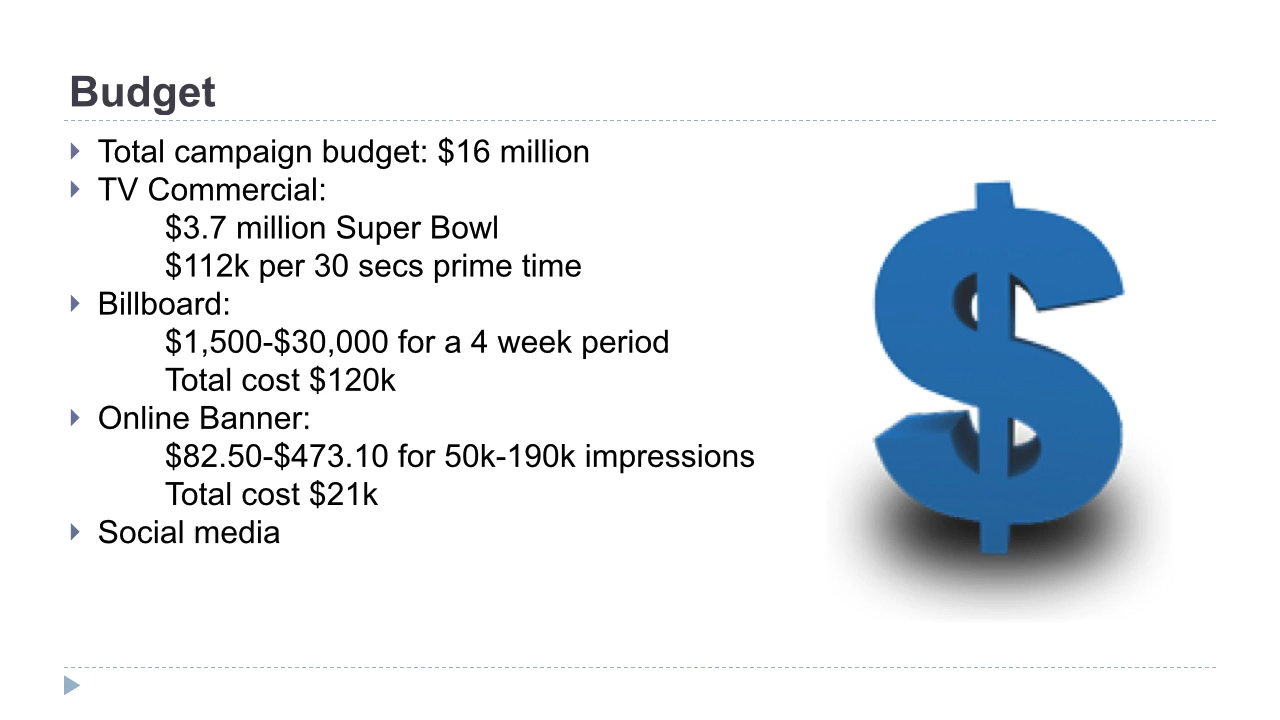 Budget
Total campaign budget: $16 million
TV Commercial:
$3.7 million Super Bowl
$112k per 30 secs prime time
Billboard:
$1,500-$30,000 for a 4 week period
Total cost $120k
Online Banner:
$82.50-$473.10 for 50k-190k impressions
Total cost $21k
Social media
$